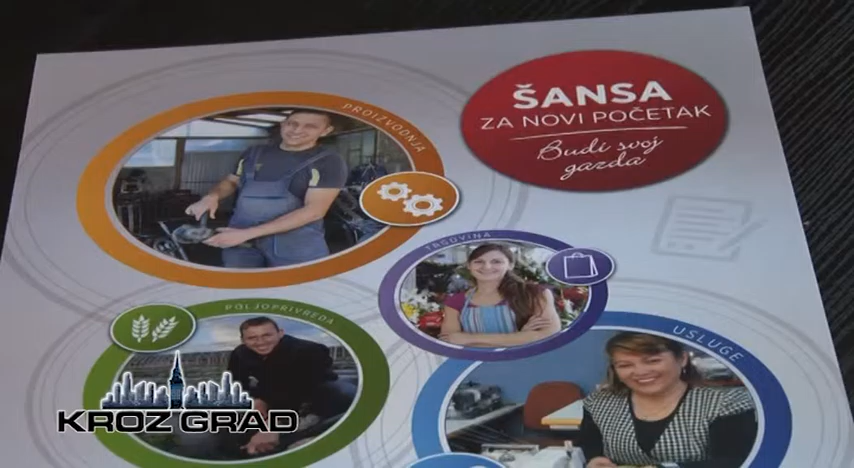 ŠANSA
ZA NOVI POČETAK
Budi svoj
gazda
PROIZVODNJA
TRGOVINA
POLJOPRIVREDA
USLUGE
KROZ GRAD